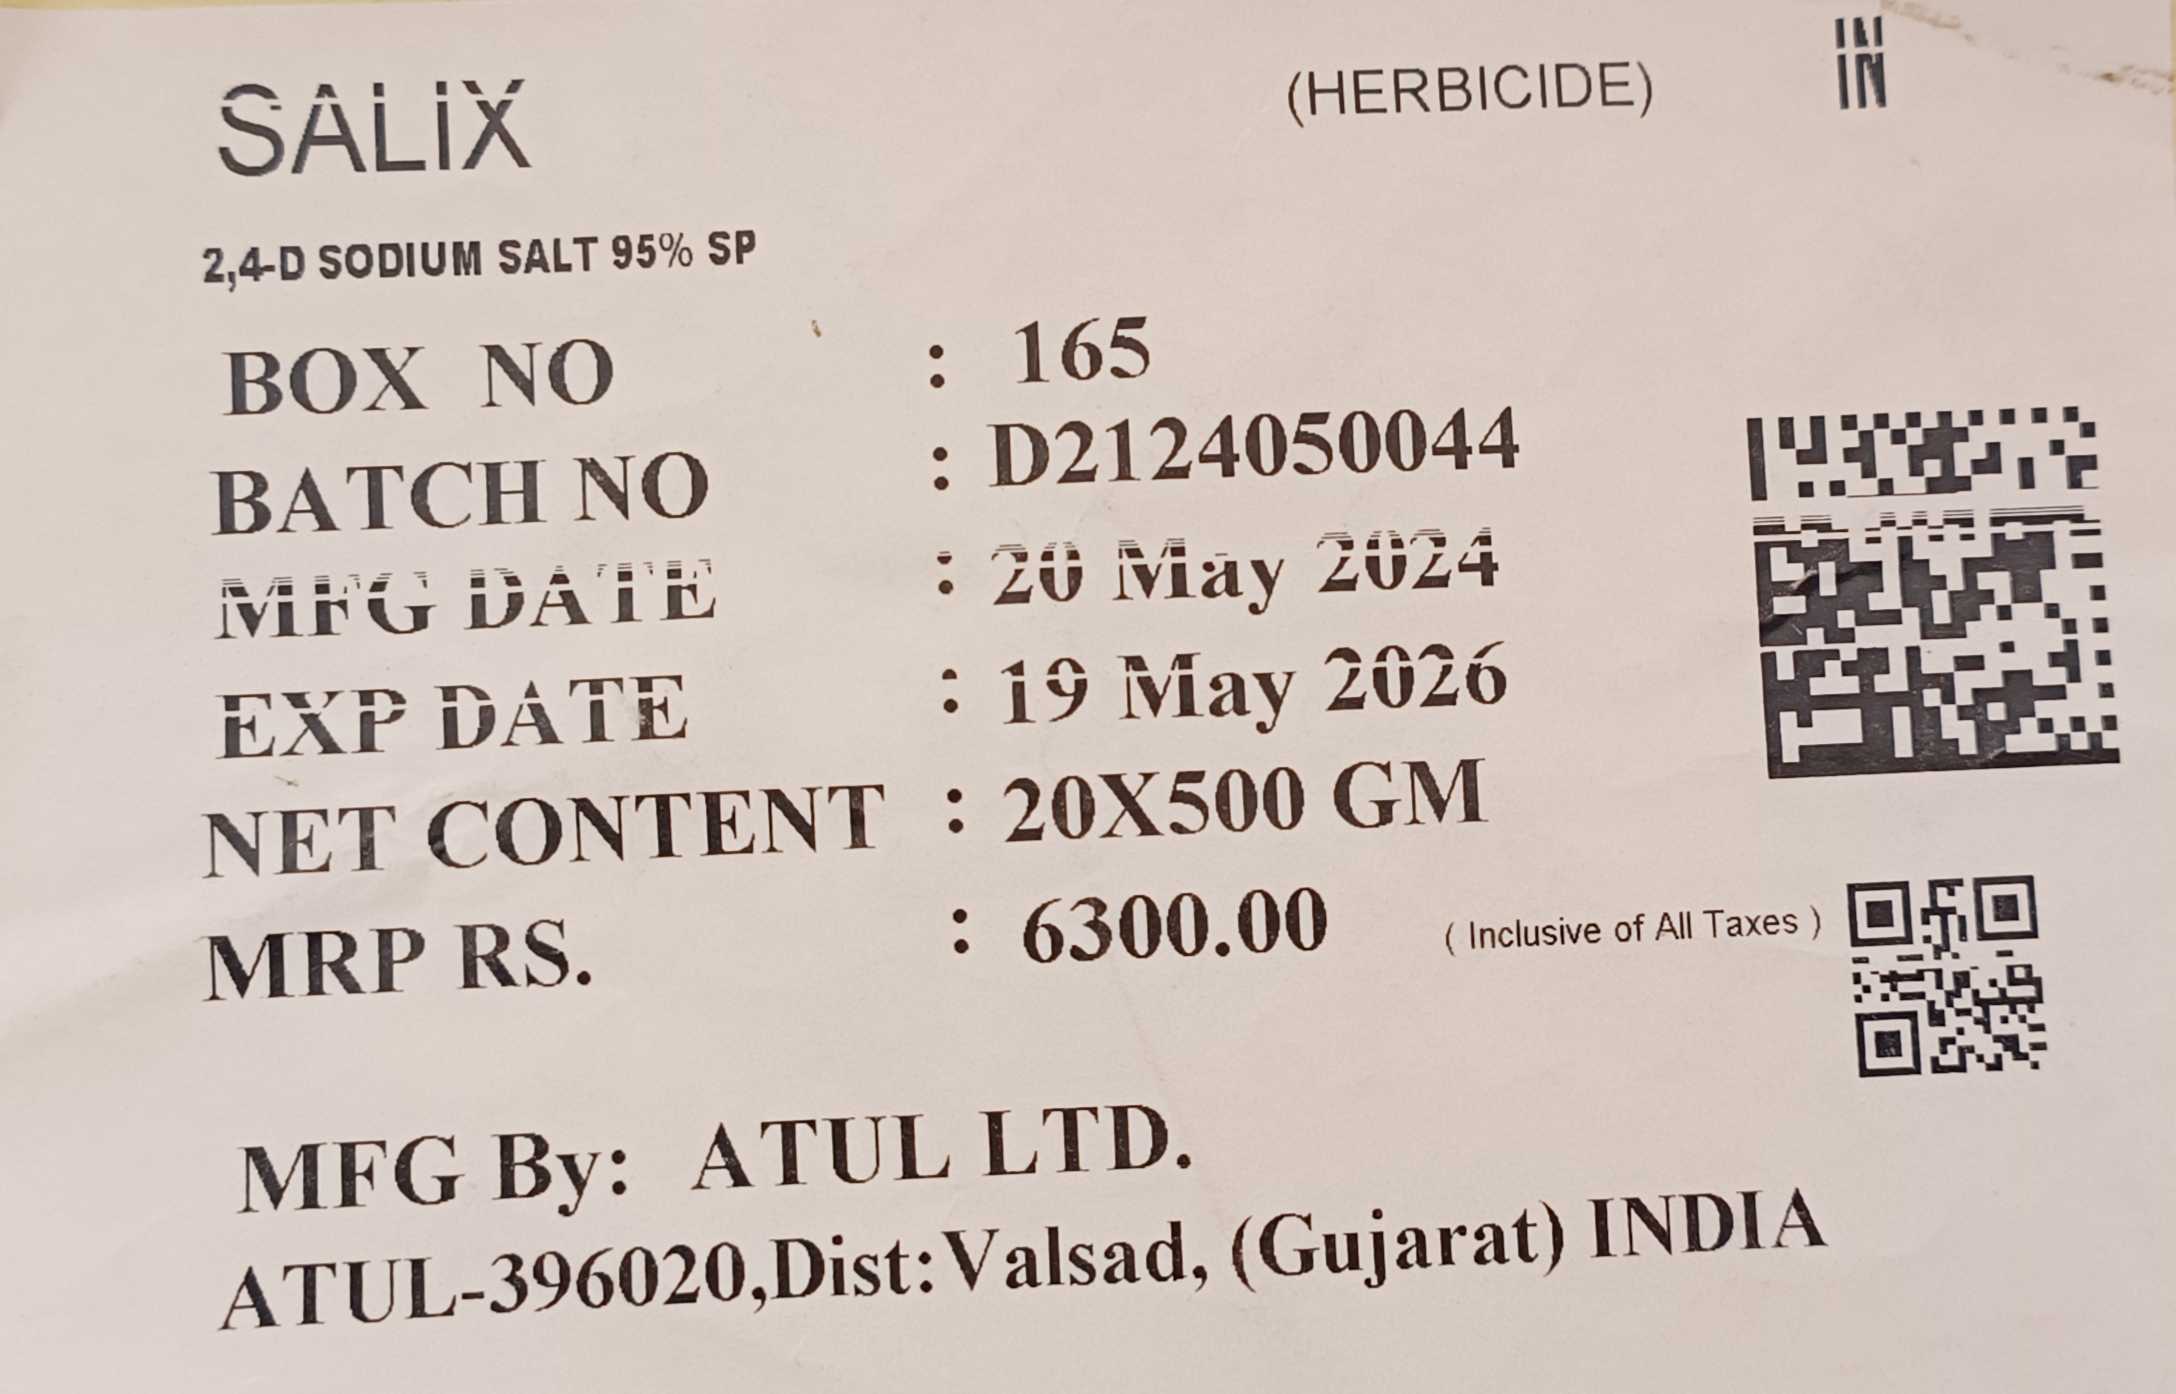 SALiX (HERBICIDE) IN
2,4-D SODIUM SALT 95% SP
BOX NO : 165
BATCH NO : D2124050044
MFG DATE : 20 May 2024
EXP DATE : 19 May 2026
NET CONTENT : 20X500 GM
MRP RS. : 6300.00 ( Inclusive of All Taxes )
MFG By: ATUL LTD.
ATUL-396020,Dist:Valsad, (Gujarat) INDIA